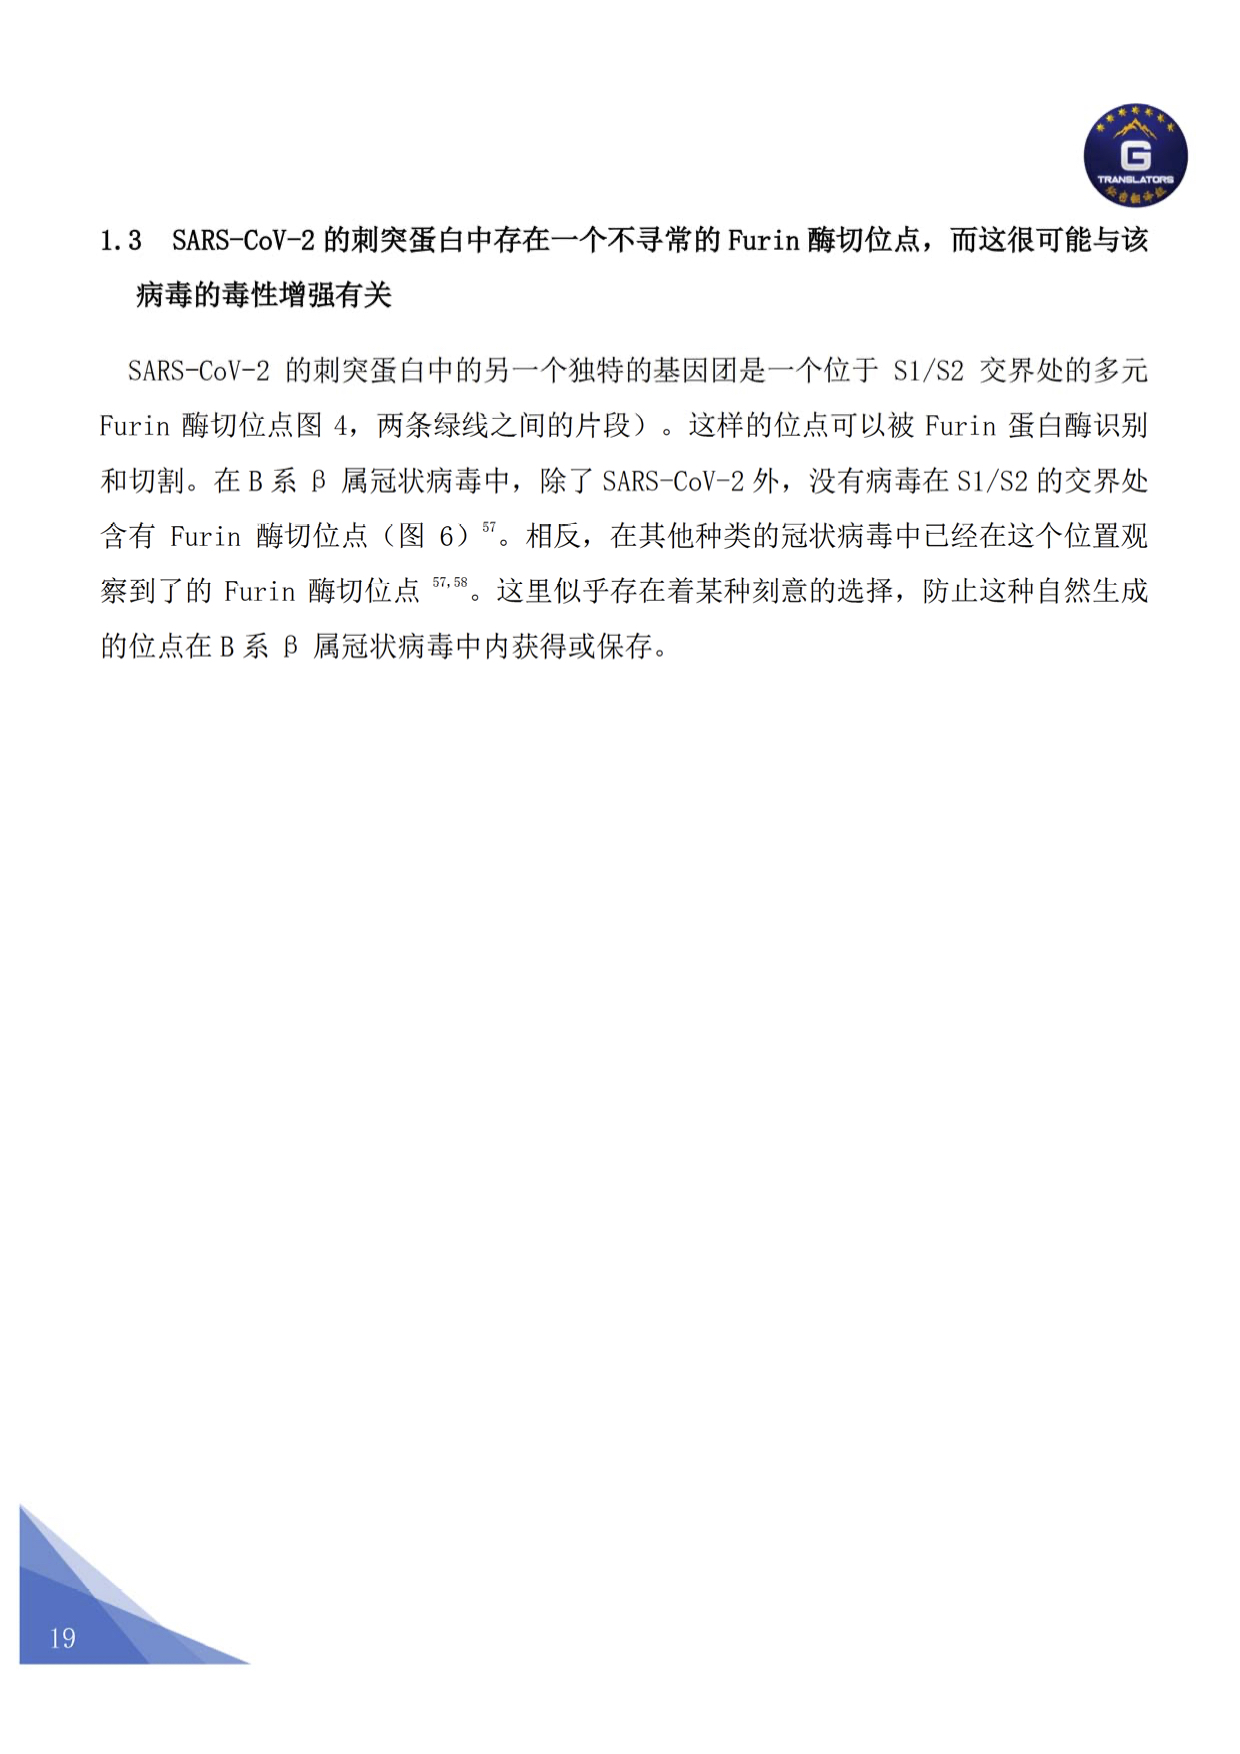 G
TRANSLATORS
1.3 SARS-CoV-2 的刺突蛋白中存在一个不寻常的 Furin 酶切位点，而这很可能与该
病毒的毒性增强有关
SARS-CoV-2 的刺突蛋白中的另一个独特的基因团是一个位于 S1/S2 交界处的多元
Furin 酶切位点图 4，两条绿线之间的片段）。这样的位点可以被 Furin 蛋白酶识别
和切割。在 B 系 β 属冠状病毒中，除了 SARS-CoV-2 外，没有病毒在 S1/S2 的交界处
含有 Furin 酶切位点（图 6）57。相反，在其他种类的冠状病毒中已经在这个位置观
察到了的 Furin 酶切位点 57,58。这里似乎存在着某种刻意的选择，防止这种自然生成
的位点在 B 系 β 属冠状病毒中内获得或保存。
19